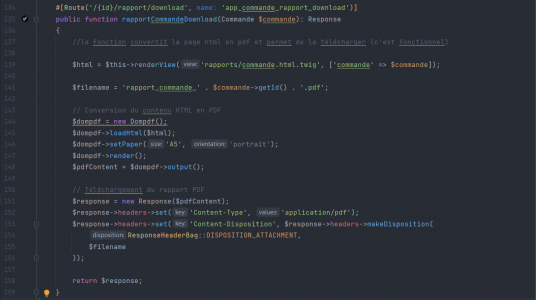 134 #[Route('/{id}/rapport/download', name: 'app_commande_rapport_download')]
135 public function rapportCommandeDownload(Commande $commande): Response
136 {
137 //la fonction convertit la page html en pdf et permet de la télécharger (c'est fonctionnel)
138
139 $html = $this->renderView( view: 'rapports/commande.html.twig', ['commande' => $commande]);
140
141 $filename = 'rapport_commande_' . $commande->getId() . '.pdf';
142
143 // Conversion du contenu HTML en PDF
144 $dompdf = new Dompdf();
145 $dompdf->loadHtml($html);
146 $dompdf->setPaper( size: 'A5', orientation: 'portrait');
147 $dompdf->render();
148 $pdfContent = $dompdf->output();
149
150 // Téléchargement du rapport PDF
151 $response = new Response($pdfContent);
152 $response->headers->set( key: 'Content-Type', values: 'application/pdf');
153 $response->headers->set( key: 'Content-Disposition', $response->headers->makeDisposition(
154 disposition: ResponseHeaderBag::DISPOSITION_ATTACHMENT,
155 $filename
156 ));
157
158 return $response;
159 }